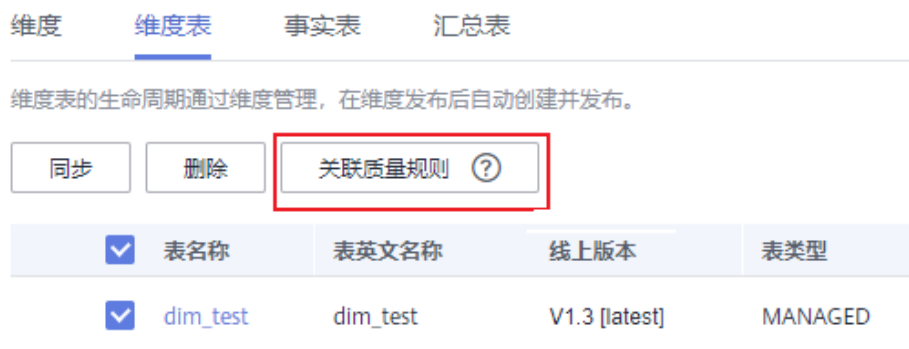 维度 维度表 事实表 汇总表
维度表的生命周期通过维度管理，在维度发布后自动创建并发布。
同步 删除 关联质量规则 ?
表名称 表英文名称 线上版本 表类型
dim_test dim_test V1.3 [latest] MANAGED